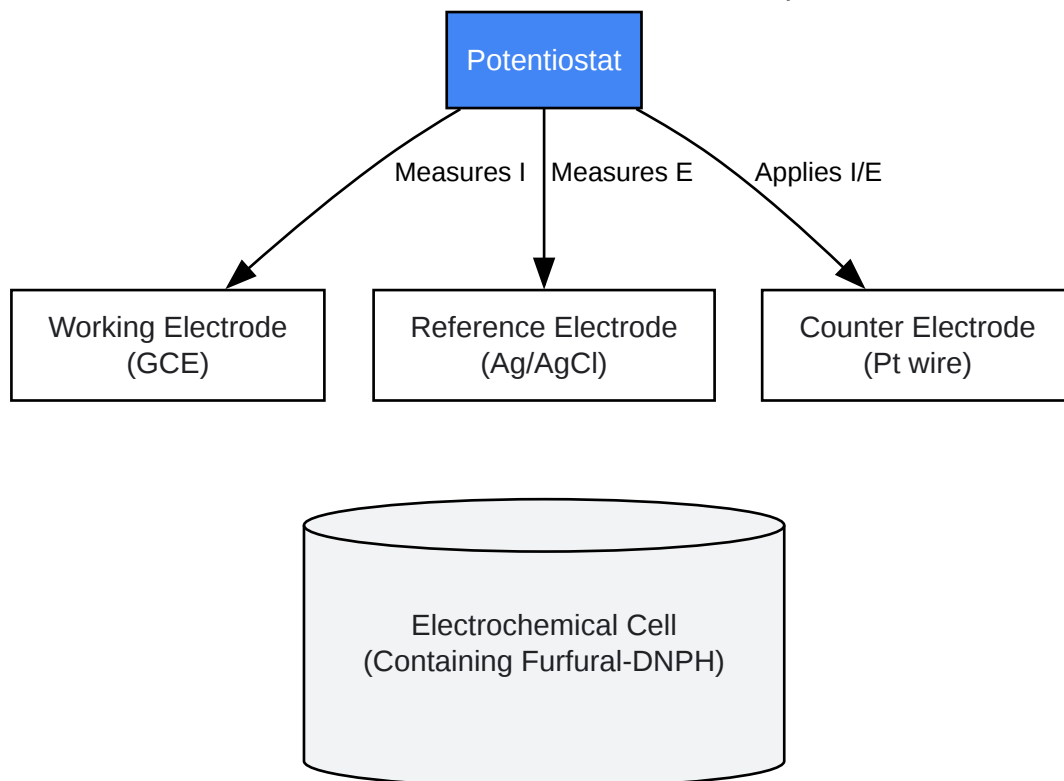 Potentiostat
Measures I
Measures E
Applies I/E
Working Electrode
(GCE)
Reference Electrode
(Ag/AgCl)
Counter Electrode
(Pt wire)
Electrochemical Cell
(Containing Furfural-DNPH)